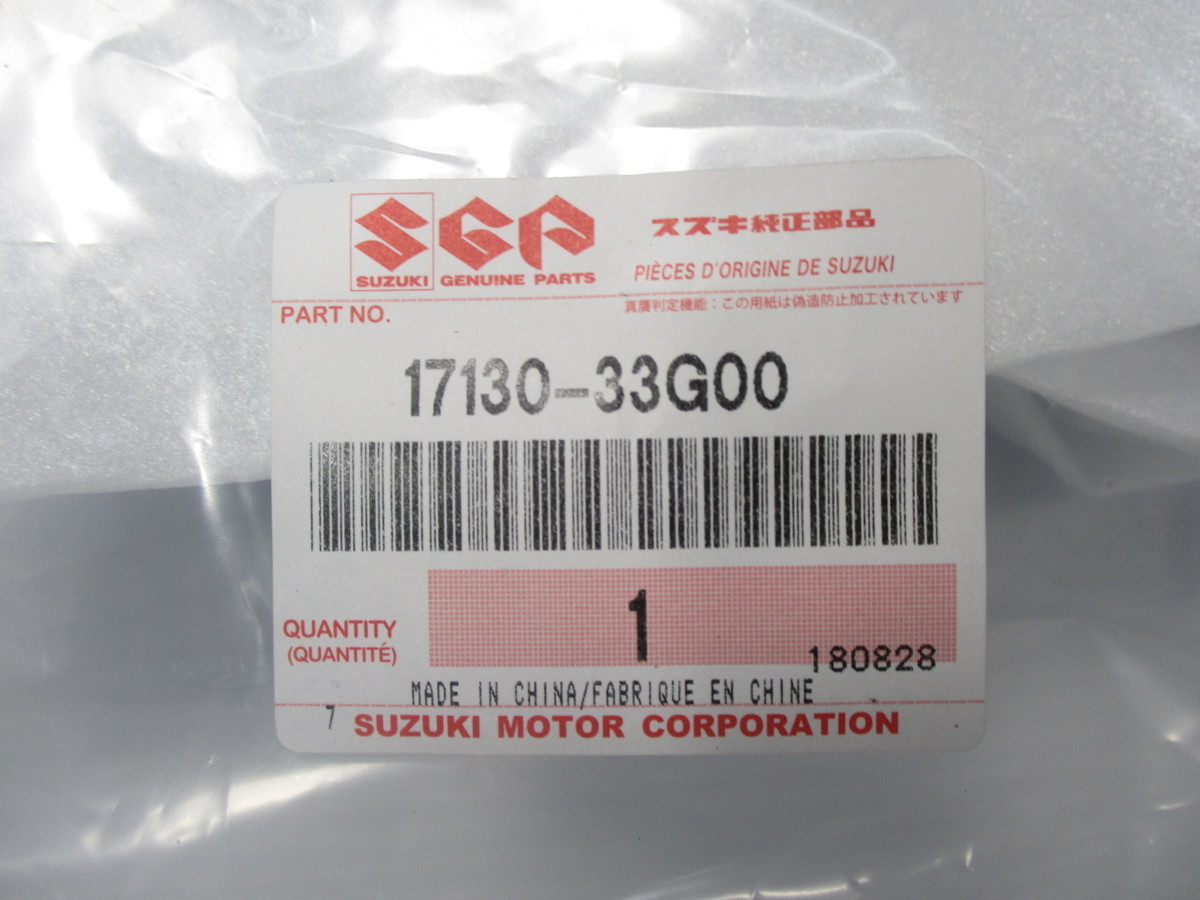 SUZUKI
SGP
GENUINE PARTS
スズキ純正部品
PIÈCES D'ORIGINE DE SUZUKI
PART NO.
真贋判定機能：この用紙は偽造防止加工されています
17130-33G00
QUANTITY
(QUANTITÉ)
1
180828
MADE IN CHINA/FABRIQUE EN CHINE
7
SUZUKI MOTOR CORPORATION